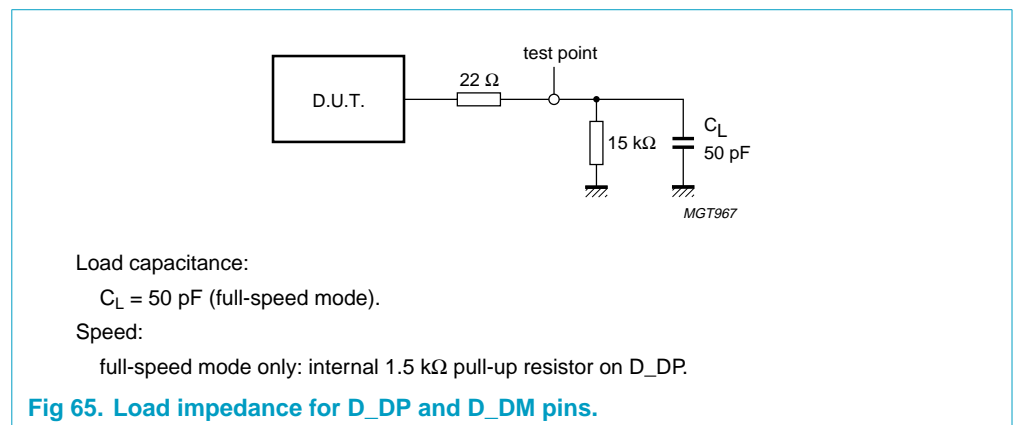 test point
22 Ω
D.U.T.
15 kΩ
CL
50 pF
MGT967
Load capacitance:
CL = 50 pF (full-speed mode).
Speed:
full-speed mode only: internal 1.5 kΩ pull-up resistor on D_DP.
Fig 65. Load impedance for D_DP and D_DM pins.